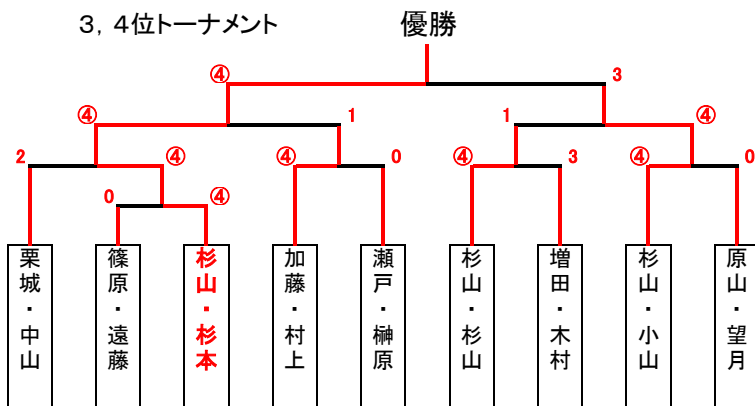 3，4位トーナメント
優勝
④
3
④
1
1
④
2
④
④
0
④
3
④
0
0
④
栗城・中山
篠原・遠藤
杉山・杉本
加藤・村上
瀬戸・榊原
杉山・杉山
増田・木村
杉山・小山
原山・望月